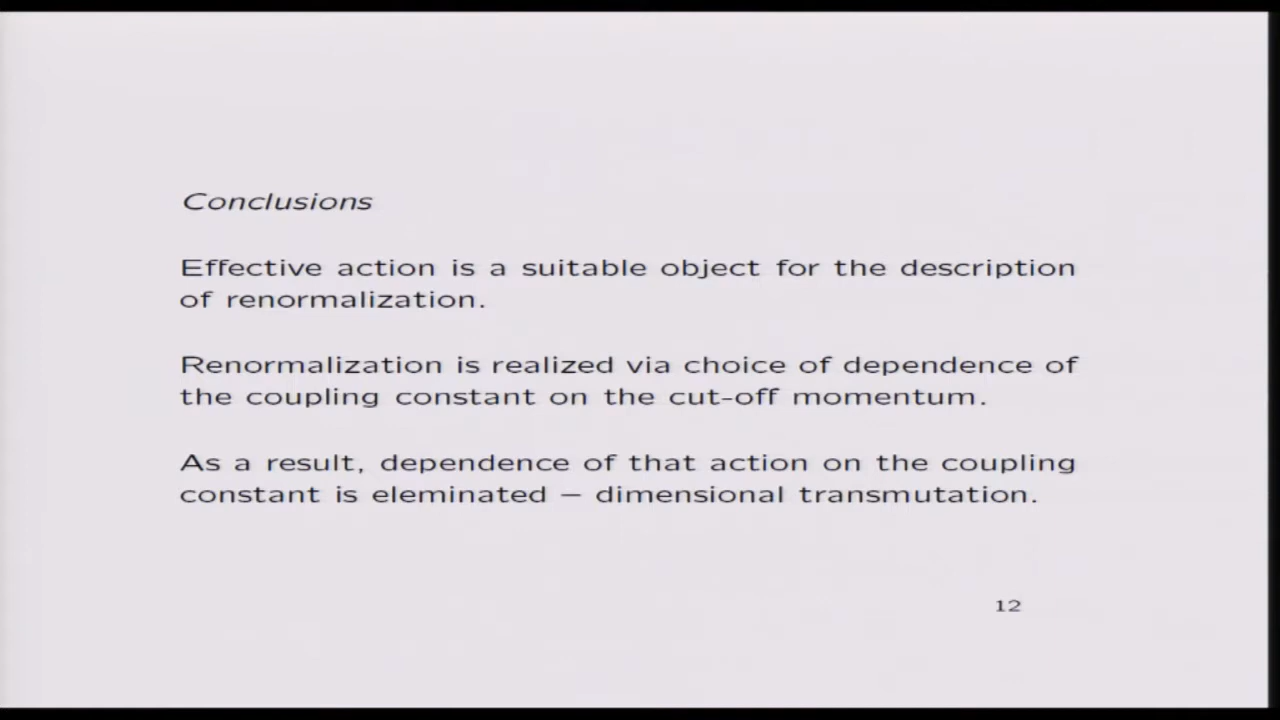 Conclusions
Effective action is a suitable object for the description
of renormalization.
Renormalization is realized via choice of dependence of
the coupling constant on the cut-off momentum.
As a result, dependence of that action on the coupling
constant is eleminated – dimensional transmutation.
12